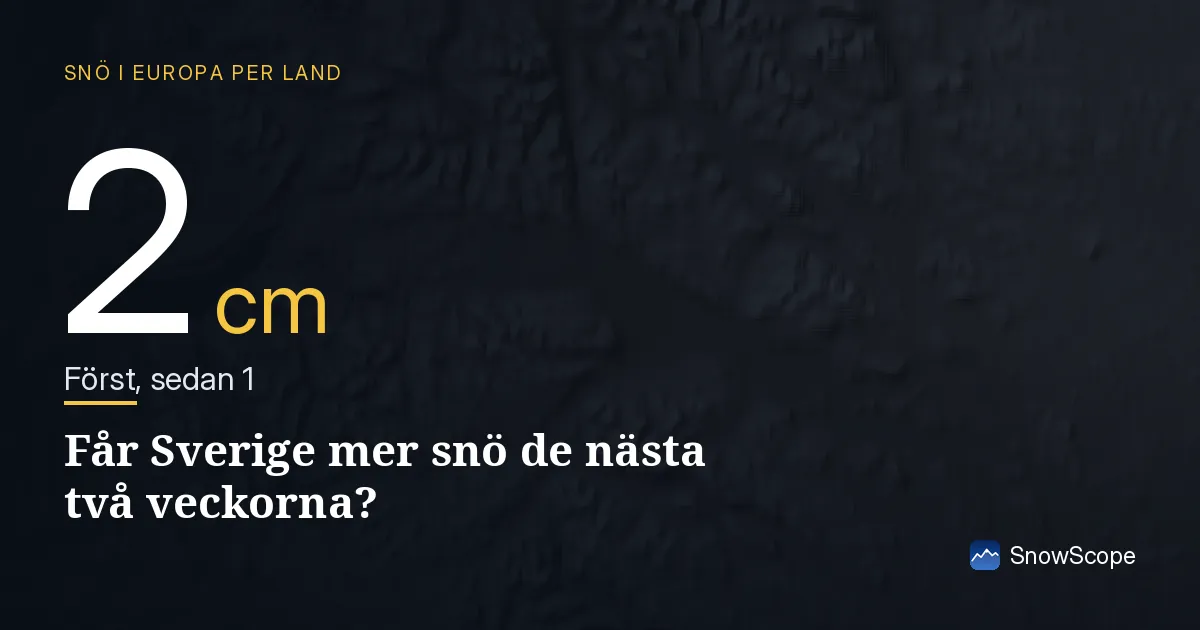 SNÖ I EUROPA PER LAND
2 cm
Först, sedan 1
Får Sverige mer snö de nästa
två veckorna?
SnowScope